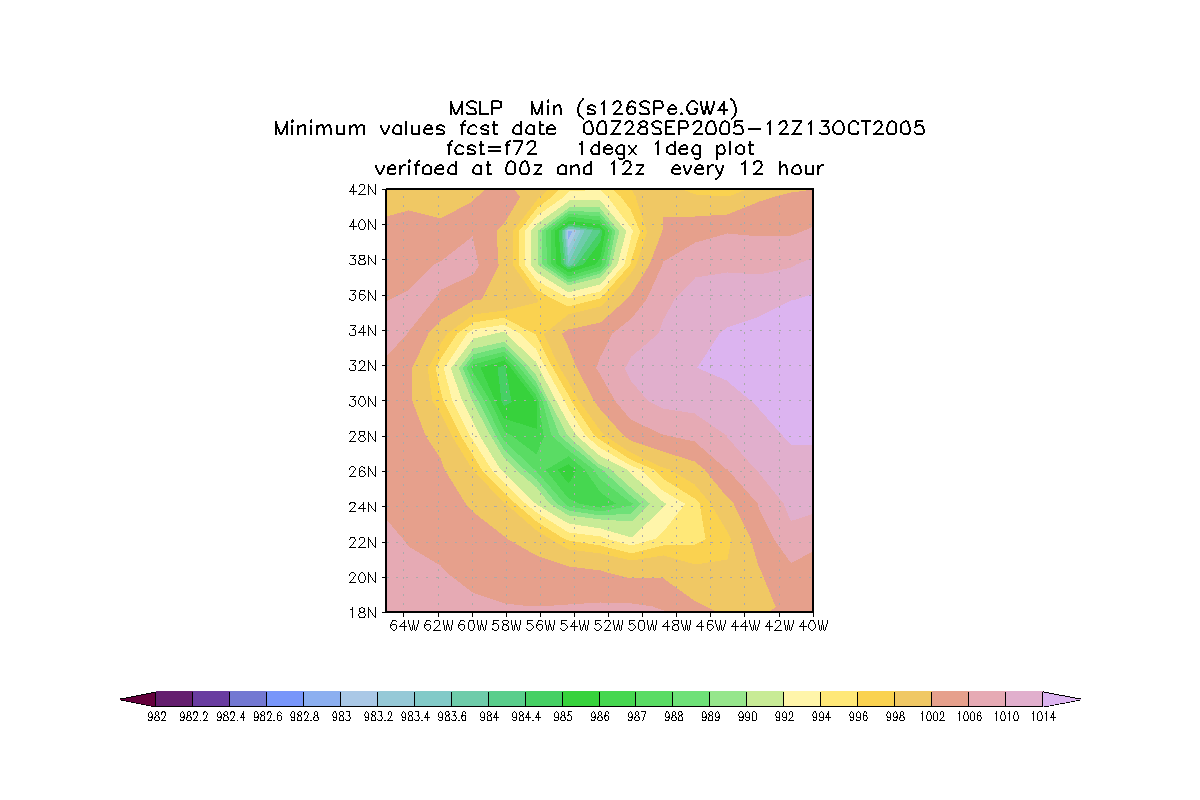 MSLP Min (s126SPe.GW4)
Minimum values fcst date 00Z28SEP2005-12Z13OCT2005
fcst=f72 1degx 1deg plot
verifaed at 00z and 12z every 12 hour
42N
40N
38N
36N
34N
32N
30N
28N
26N
24N
22N
20N
18N
64W 62W 60W 58W 56W 54W 52W 50W 48W 46W 44W 42W 40W
982 982.2 982.4 982.6 982.8 983 983.2 983.4 983.6 984 984.4 985 986 987 988 989 990 992 994 996 998 1002 1006 1010 1014